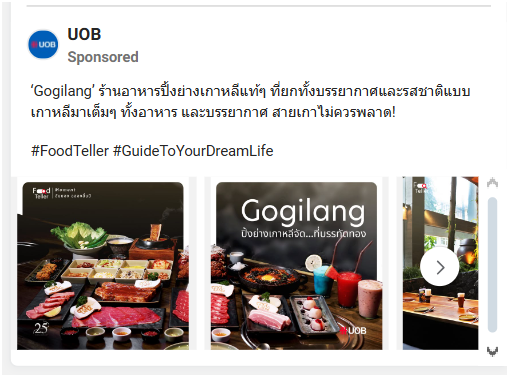 UOB
UOB
Sponsored
‘Gogilang’ ร้านอาหารปิ้งย่างเกาหลีแท้ๆ ที่ยกทั้งบรรยากาศและรสชาติแบบ
เกาหลีมาเต็มๆ ทั้งอาหาร และบรรยากาศ สายเกาไม่ควรพลาด!
#FoodTeller #GuideToYourDreamLife
Food
Teller
25
Gogilang
ปิ้งย่างเกาหลีจัด...ที่บรรทัดทอง
UOB
Food
Teller